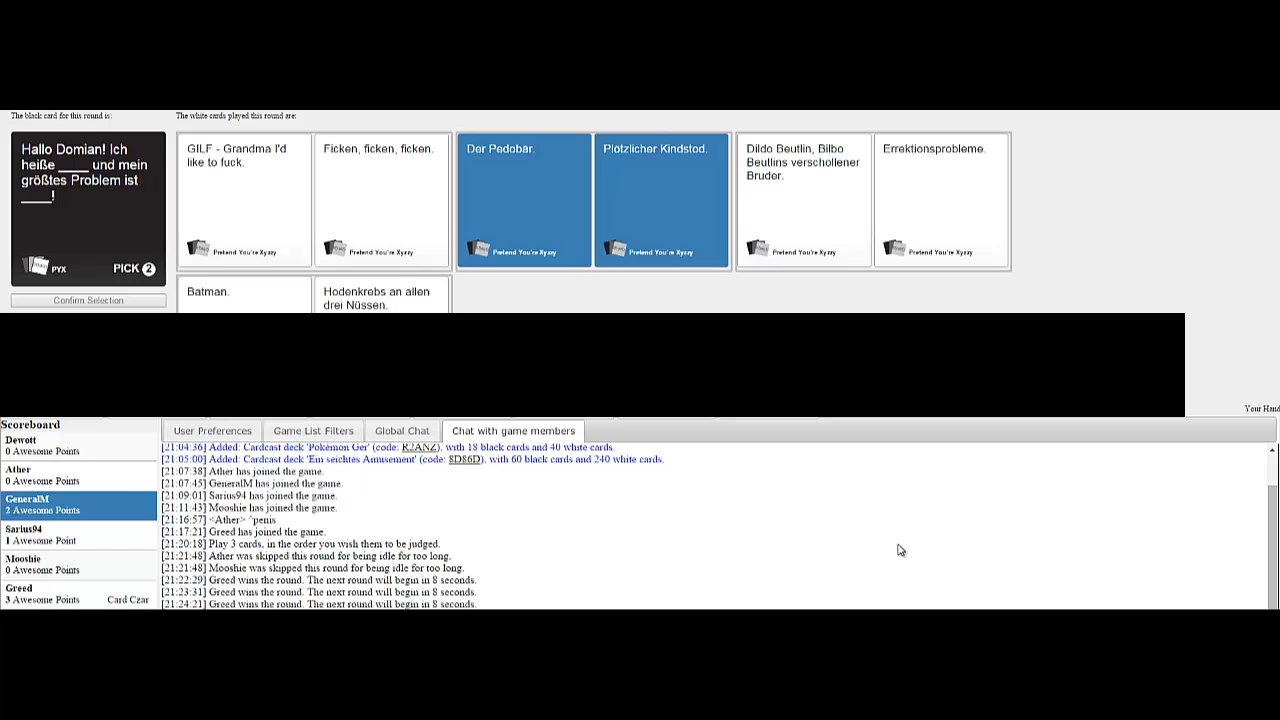 The black card for this round is:
The white cards played this round are:
Hallo Domian! Ich
heiße ____ und mein
größtes Problem ist
____!
PYX
PICK 2
Confirm Selection
GILF - Grandma I'd
like to fuck.
Pretend You're Xyzzy
Ficken, ficken, ficken.
Pretend You're Xyzzy
Der Pedobär.
Pretend You're Xyzzy
Plötzlicher Kindstod.
Pretend You're Xyzzy
Dildo Beutlin, Bilbo
Beutlins verschollener
Bruder.
Pretend You're Xyzzy
Errektionsprobleme.
Pretend You're Xyzzy
Batman.
Hodenkrebs an allen
drei Nüssen.
Your Hand
Scoreboard
Dewott
0 Awesome Points
Ather
0 Awesome Points
GeneralM
2 Awesome Points
Sarius94
1 Awesome Point
Mooshie
0 Awesome Points
Greed
3 Awesome Points Card Czar
User Preferences
Game List Filters
Global Chat
Chat with game members
[21:04:36] Added: Cardcast deck 'Pokémon Ger' (code: R2ANZ), with 18 black cards and 40 white cards.
[21:05:00] Added: Cardcast deck 'Ein seichtes Amusement' (code: 8D86D), with 60 black cards and 240 white cards.
[21:07:38] Ather has joined the game.
[21:07:45] GeneralM has joined the game.
[21:09:01] Sarius94 has joined the game.
[21:11:43] Mooshie has joined the game.
[21:16:57] <Ather> ^penis
[21:17:21] Greed has joined the game.
[21:20:18] Play 3 cards, in the order you wish them to be judged.
[21:21:48] Ather was skipped this round for being idle for too long.
[21:21:48] Mooshie was skipped this round for being idle for too long.
[21:22:29] Greed wins the round. The next round will begin in 8 seconds.
[21:23:31] Greed wins the round. The next round will begin in 8 seconds.
[21:24:21] Greed wins the round. The next round will begin in 8 seconds.